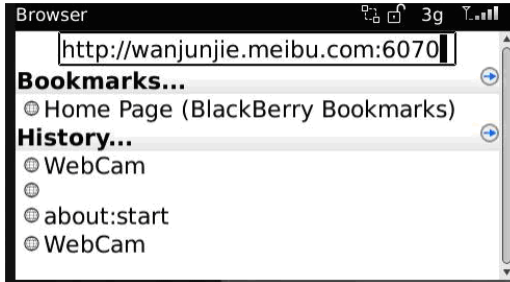 Browser 3g
http://wanjunjie.meibu.com:6070
Bookmarks...
Home Page (BlackBerry Bookmarks)
History...
WebCam
about:start
WebCam